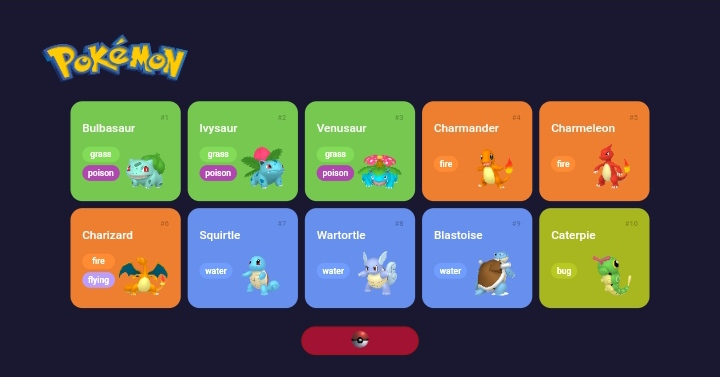 POKéMON
#1
Bulbasaur
grass
poison
#2
Ivysaur
grass
poison
#3
Venusaur
grass
poison
#4
Charmander
fire
#5
Charmeleon
fire
#6
Charizard
fire
flying
#7
Squirtle
water
#8
Wartortle
water
#9
Blastoise
water
#10
Caterpie
bug